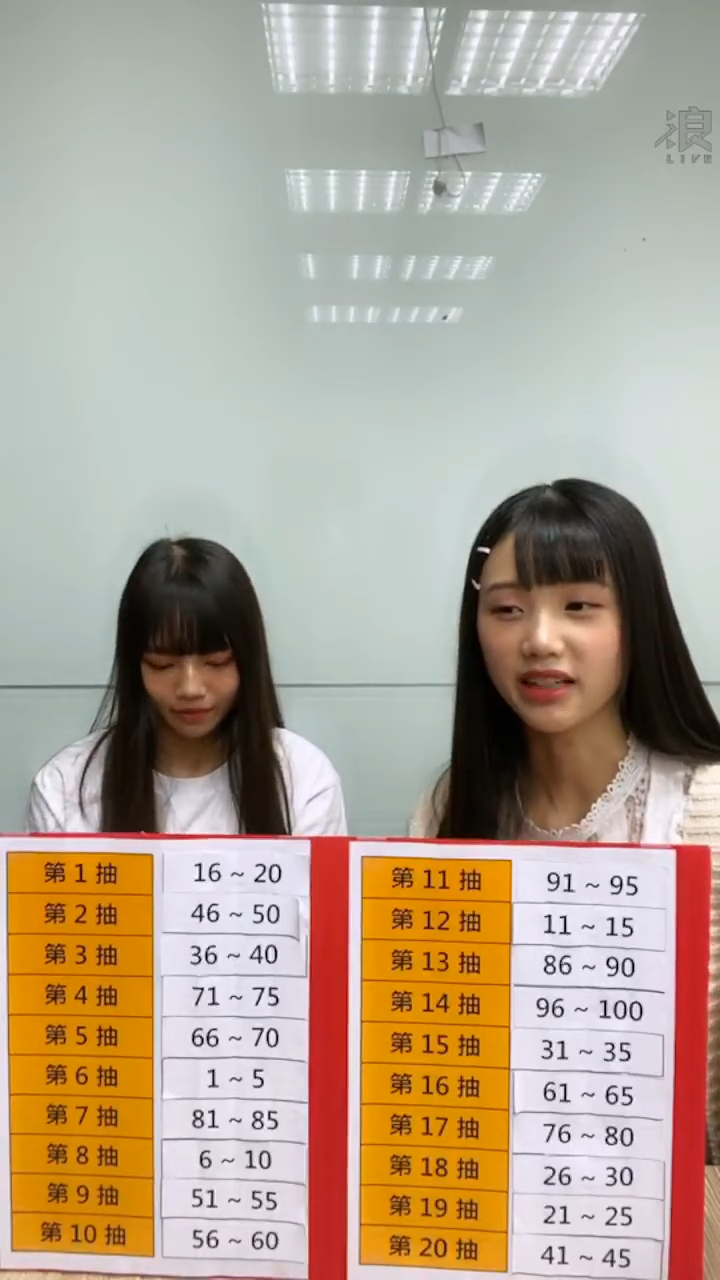 浪
LIVE
第 1 抽 16 ~ 20
第 2 抽 46 ~ 50
第 3 抽 36 ~ 40
第 4 抽 71 ~ 75
第 5 抽 66 ~ 70
第 6 抽 1 ~ 5
第 7 抽 81 ~ 85
第 8 抽 6 ~ 10
第 9 抽 51 ~ 55
第 10 抽 56 ~ 60
第 11 抽 91 ~ 95
第 12 抽 11 ~ 15
第 13 抽 86 ~ 90
第 14 抽 96 ~ 100
第 15 抽 31 ~ 35
第 16 抽 61 ~ 65
第 17 抽 76 ~ 80
第 18 抽 26 ~ 30
第 19 抽 21 ~ 25
第 20 抽 41 ~ 45